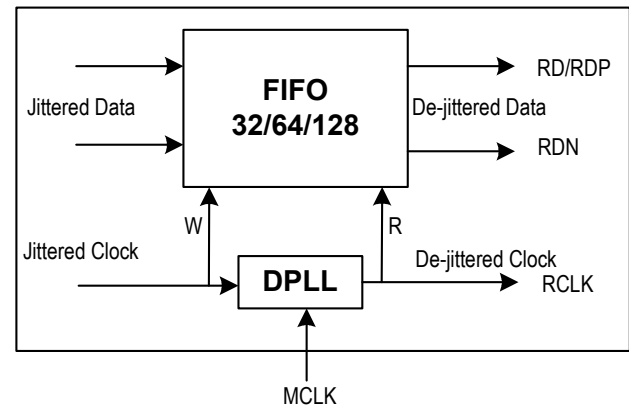 RD/RDP
FIFO
32/64/128
Jittered Data
De-jittered Data
RDN
W
R
Jittered Clock
De-jittered Clock
DPLL
RCLK
MCLK